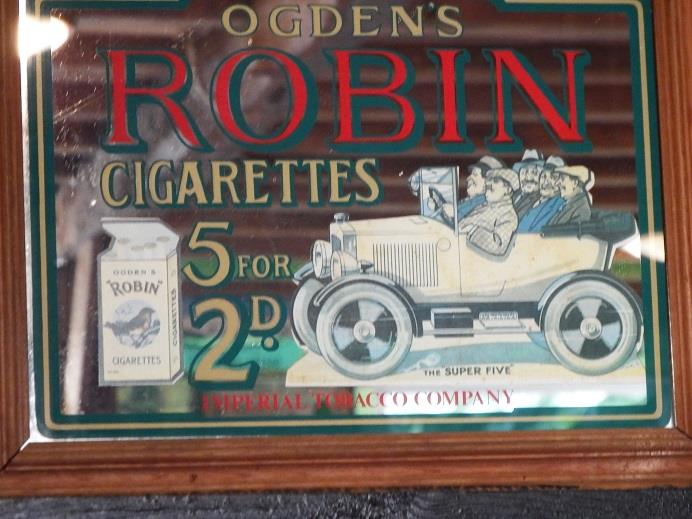 OGDEN'S
ROBIN
CIGARETTES
5 FOR
2D.
OGDEN'S
"ROBIN"
CIGARETTES
CIGARETTES
THE SUPER FIVE
IMPERIAL TOBACCO COMPANY